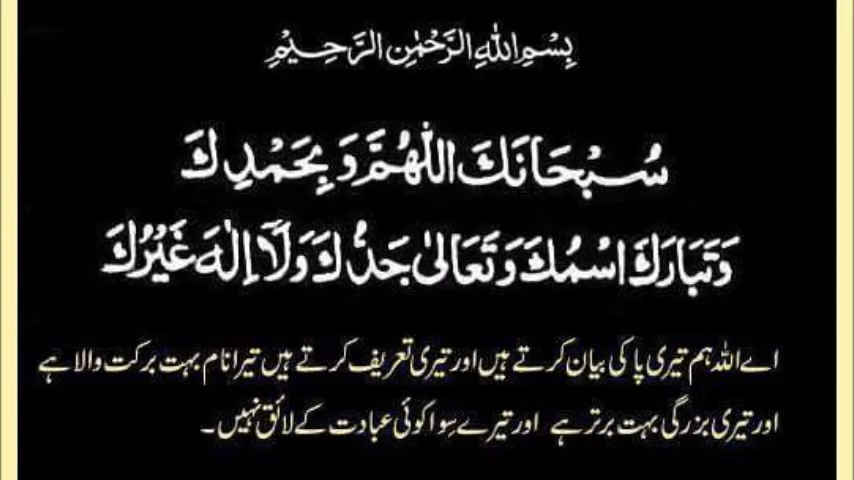 بِسْمِ اللهِ الرَّحْمٰنِ الرَّحِيْمِ
سُبْحَانَكَ اللّٰهُمَّ وَ بِحَمْدِكَ
وَتَبَارَكَ اسْمُكَ وَتَعَالٰی جَدُّكَ وَلَآ اِلٰهَ غَيْرُكَ
اے اللہ ہم تیری پاکی بیان کرتے ہیں اور تیری تعریف کرتے ہیں تیرا نام بہت برکت والا ہے
اور تیری بزرگی بہت برتر ہے اور تیرے سِوا کوئی عبادت کے لائق نہیں۔